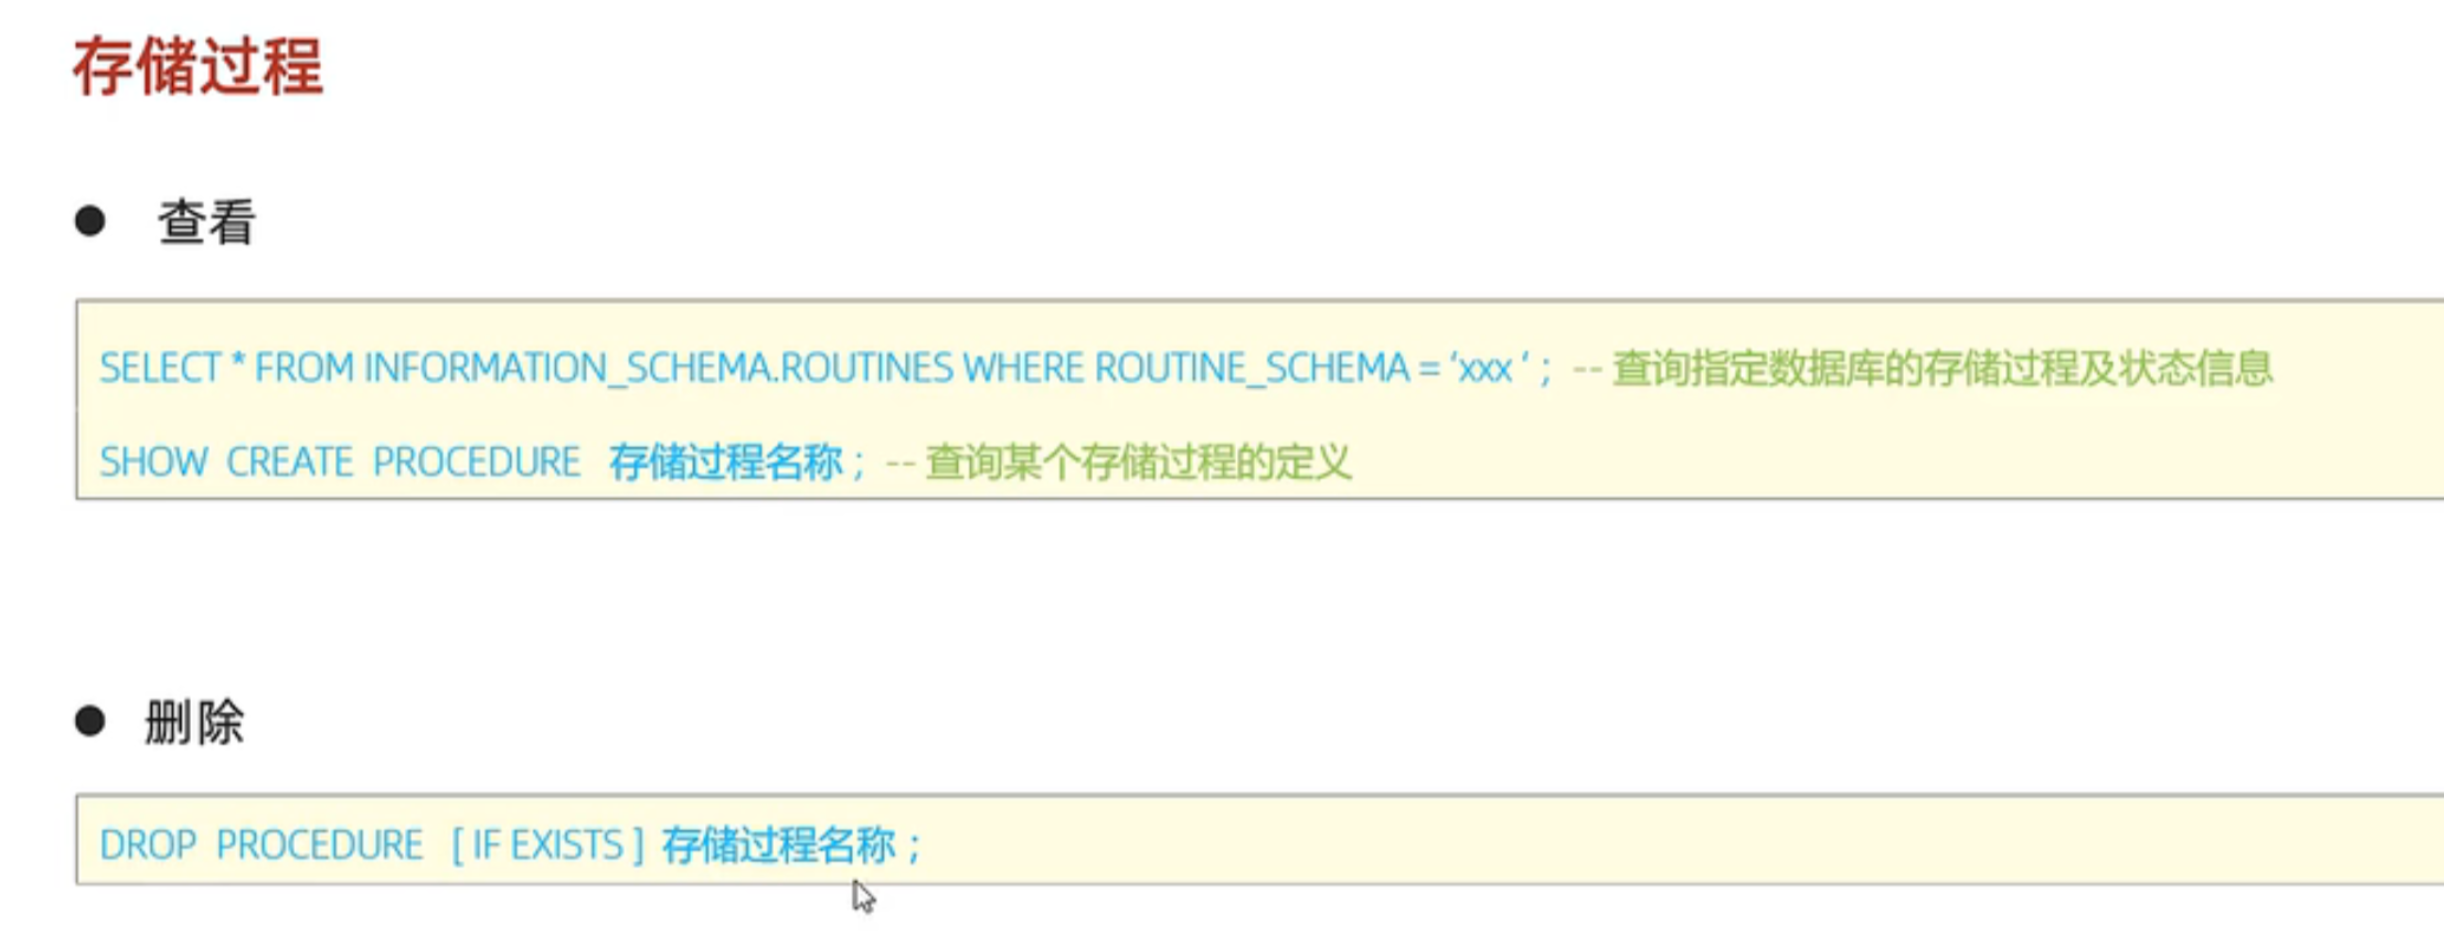 存储过程
● 查看
SELECT * FROM INFORMATION_SCHEMA.ROUTINES WHERE ROUTINE_SCHEMA = ‘xxx ‘ ; -- 查询指定数据库的存储过程及状态信息
SHOW CREATE PROCEDURE 存储过程名称 ; -- 查询某个存储过程的定义
● 删除
DROP PROCEDURE [ IF EXISTS ] 存储过程名称 ;